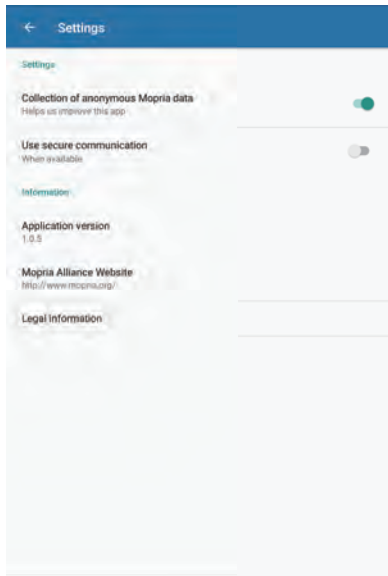 Settings
Settings
Collection of anonymous Mopria data
Helps us improve this app
Use secure communication
When available
Information
Application version
1.0.5
Mopria Alliance Website
http://www.mopria.org/
Legal Information